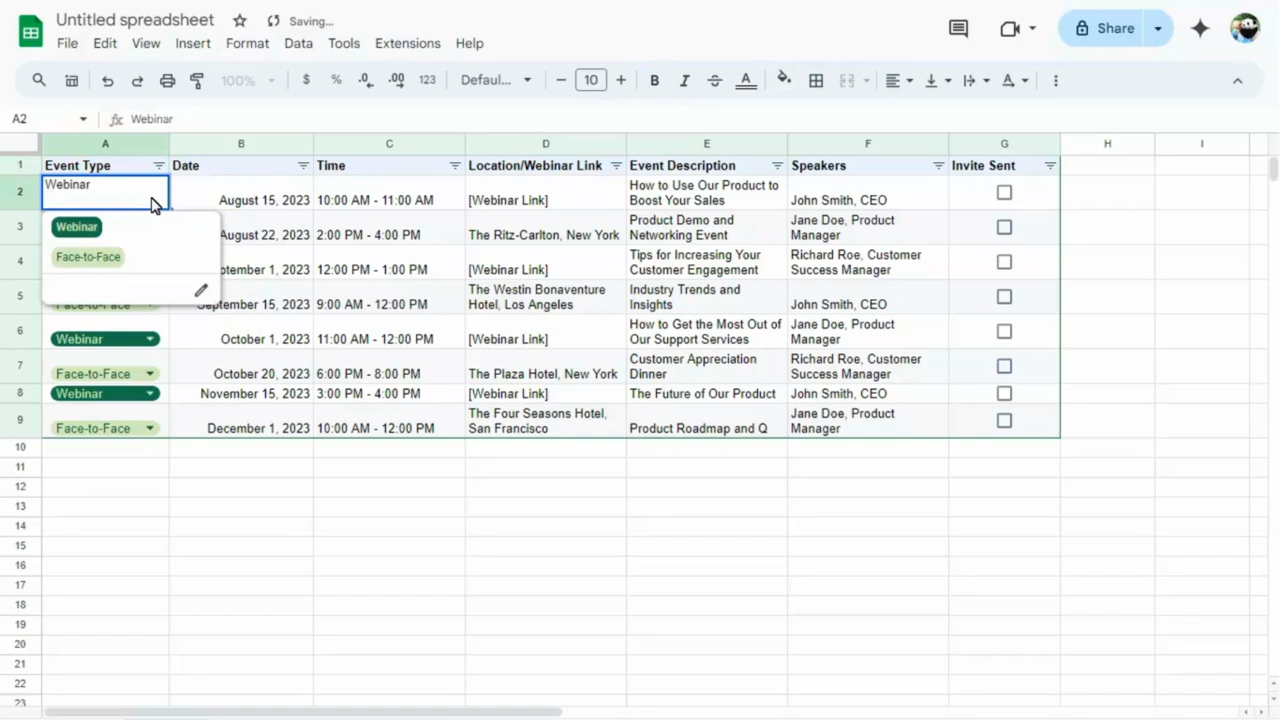 Untitled spreadsheet Saving...
File Edit View Insert Format Data Tools Extensions Help
Share
100% $ % .0 .00 123 Defaul... 10 B I S A A
A2 fx Webinar
A B C D E F G H I
1 Event Type Date Time Location/Webinar Link Event Description Speakers Invite Sent
Webinar
How to Use Our Product to
2 August 15, 2023 10:00 AM - 11:00 AM [Webinar Link] Boost Your Sales John Smith, CEO
Webinar
Product Demo and Jane Doe, Product
3 August 22, 2023 2:00 PM - 4:00 PM The Ritz-Carlton, New York Networking Event Manager
Face-to-Face
Tips for Increasing Your Richard Roe, Customer
4 ptember 1, 2023 12:00 PM - 1:00 PM [Webinar Link] Customer Engagement Success Manager
The Westin Bonaventure Industry Trends and
5 Face-to-Face September 15, 2023 9:00 AM - 12:00 AM Hotel, Los Angeles Insights John Smith, CEO
How to Get the Most Out of Jane Doe, Product
6 Webinar October 1, 2023 11:00 AM - 12:00 PM [Webinar Link] Our Support Services Manager
Customer Appreciation Richard Roe, Customer
7 Face-to-Face October 20, 2023 6:00 PM - 8:00 PM The Plaza Hotel, New York Dinner Success Manager
8 Webinar November 15, 2023 3:00 PM - 4:00 PM [Webinar Link] The Future of Our Product John Smith, CEO
The Four Seasons Hotel, Jane Doe, Product
9 Face-to-Face December 1, 2023 10:00 AM - 12:00 PM San Francisco Product Roadmap and Q Manager
10
11
12
13
14
15
16
17
18
19
20
21
22
23